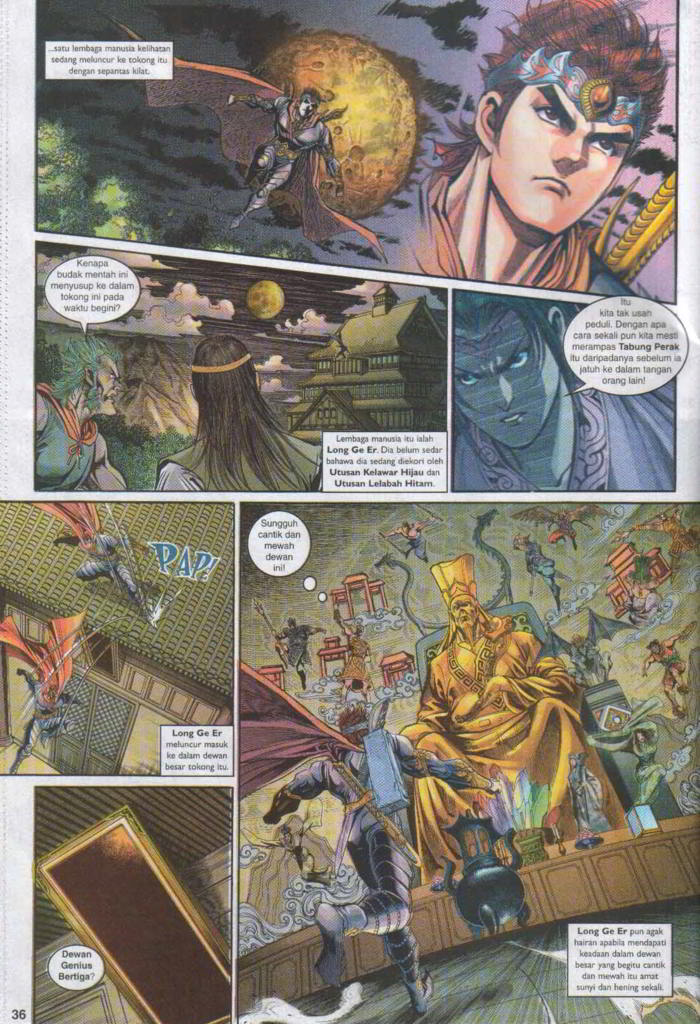 ...satu lembaga manusia kelihatan
sedang meluncur ke tokong itu
dengan sepantas kilat.
Kenapa
budak mentah ini
menyusup ke dalam
tokong ini pada
waktu begini?
Lembaga manusia itu ialah
Long Ge Er. Dia belum sedar
bahawa dia sedang diekori oleh
Utusan Kelawar Hijau dan
Utusan Lelabah Hitam.
Itu
kita tak usah
peduli. Dengan apa
cara sekali pun kita mesti
merampas Tabung Perak
itu daripadanya sebelum ia
jatuh ke dalam tangan
orang lain!
PAP!
Long Ge Er
meluncur masuk
ke dalam dewan
besar tokong itu.
Dewan
Genius
Bertiga?
Sungguh
cantik dan
mewah
dewan
ini!
Long Ge Er pun agak
hairan apabila mendapati
keadaan dalam dewan
besar yang begitu cantik
dan mewah itu amat
sunyi dan hening sekali.
36